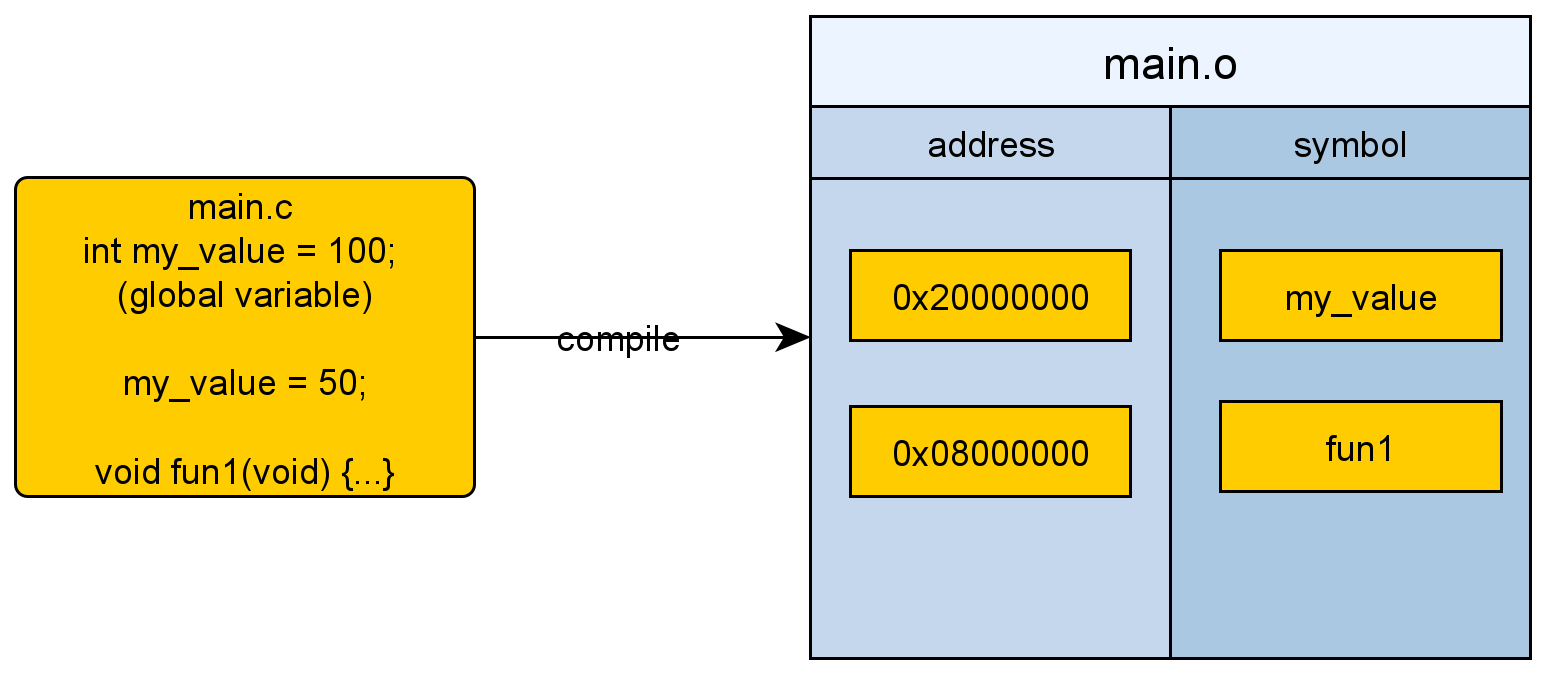 main.c
int my_value = 100;
(global variable)
my_value = 50;
void fun1(void) {...}
compile
main.o
address
symbol
0x20000000
my_value
0x08000000
fun1